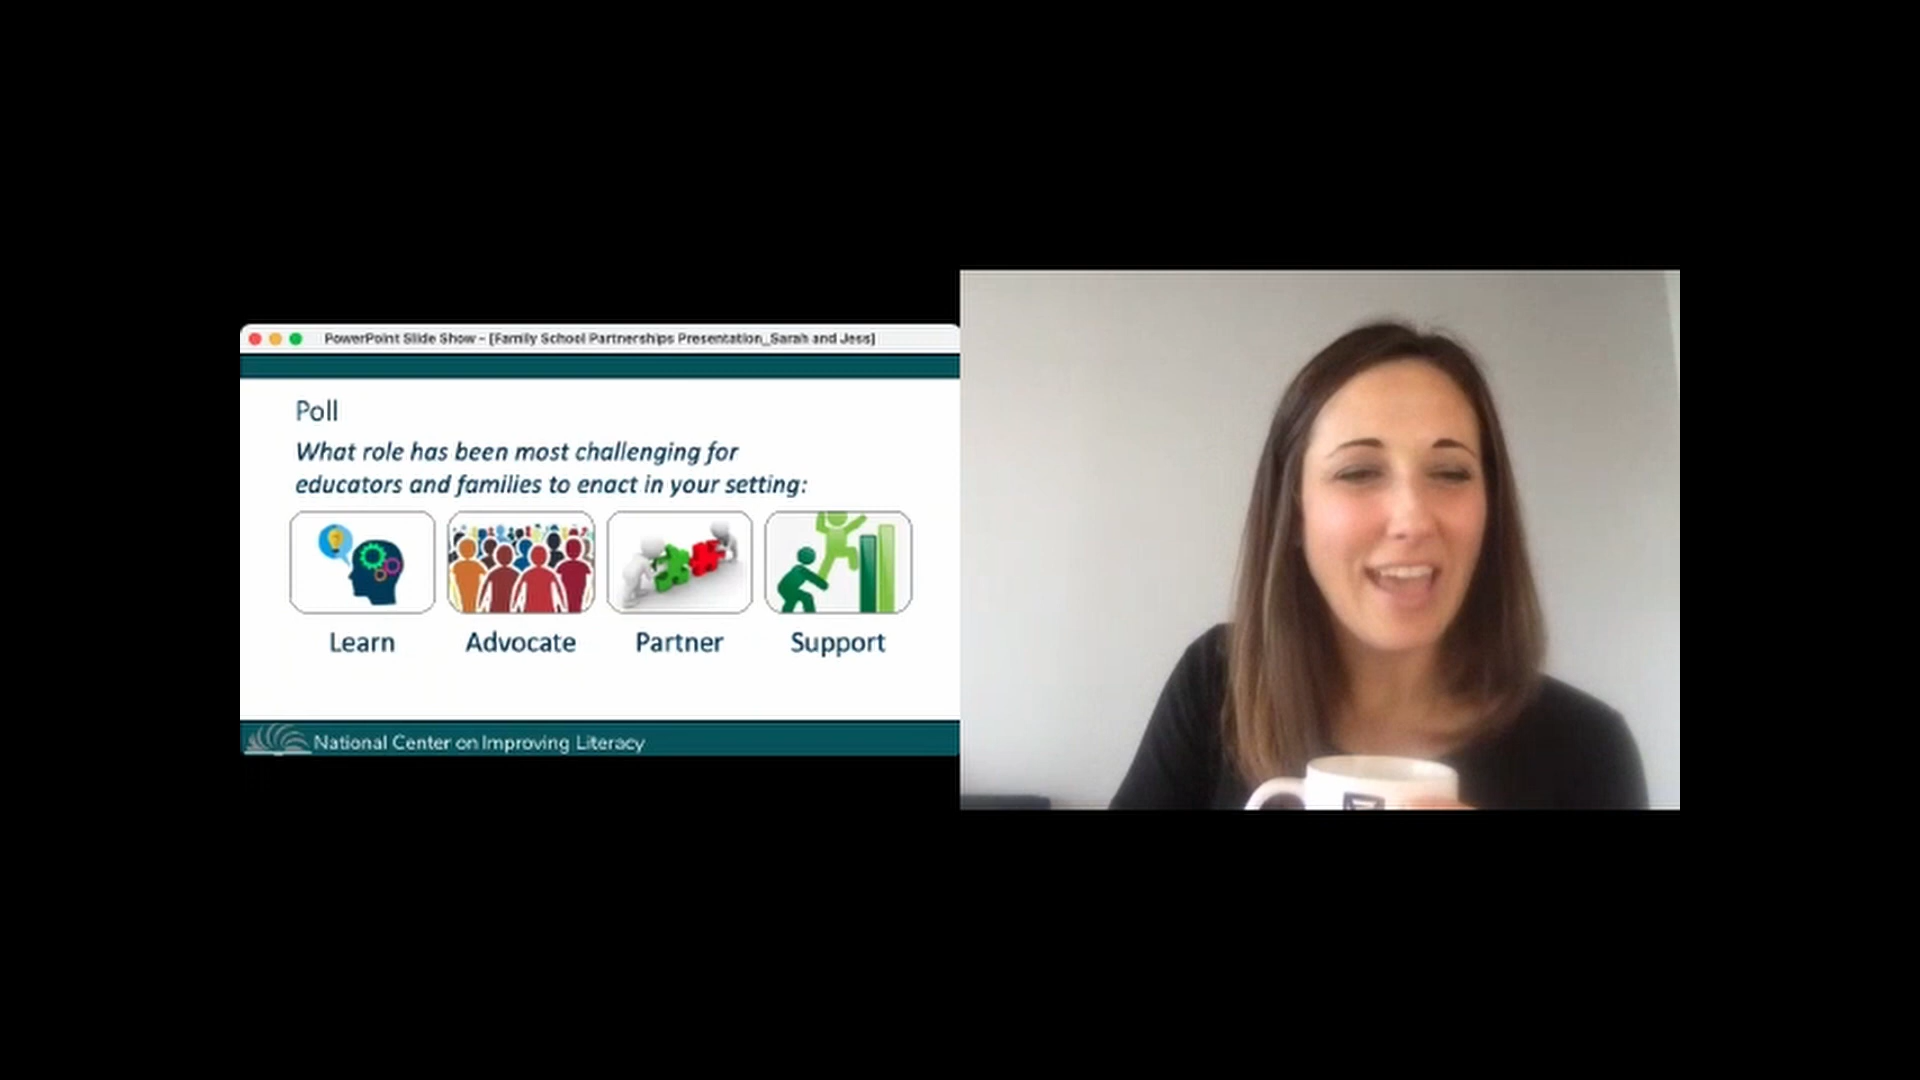 PowerPoint Slide Show - [Family School Partnerships Presentation_Sarah and Jess]
Poll
What role has been most challenging for
educators and families to enact in your setting:
Learn
Advocate
Partner
Support
National Center on Improving Literacy